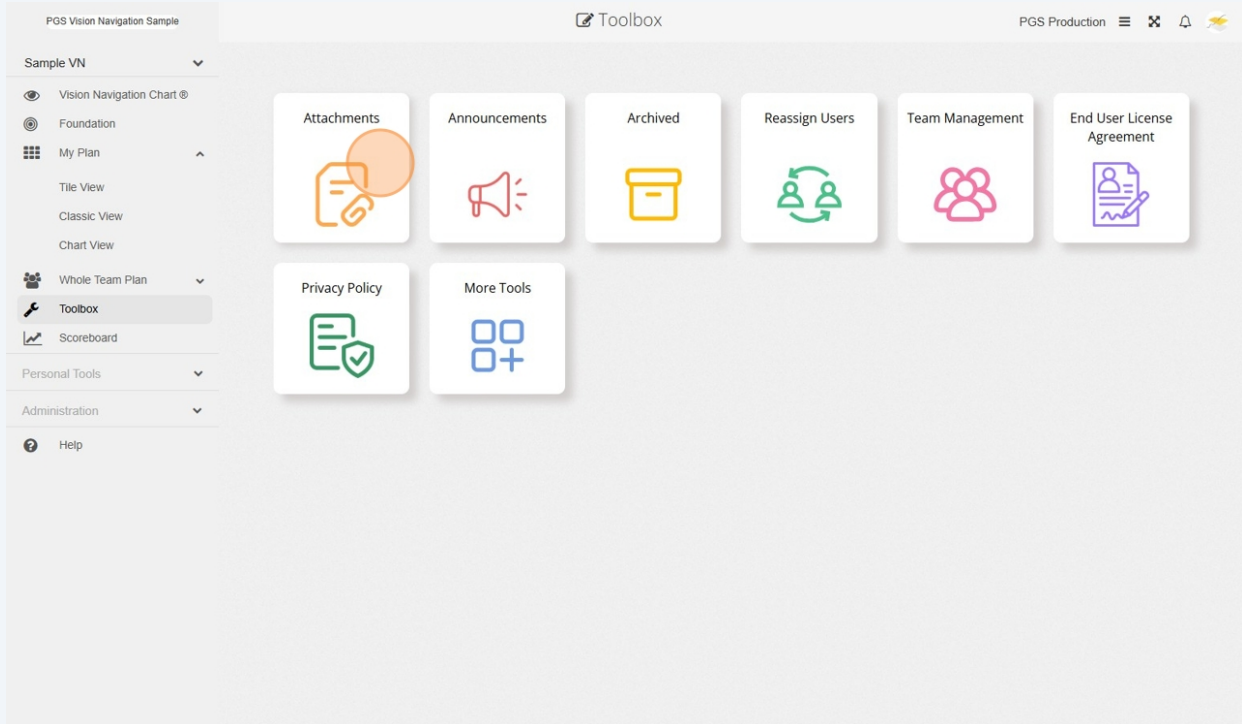 PGS Vision Navigation Sample
Toolbox
PGS Production
Sample VN
Vision Navigation Chart ®
Foundation
My Plan
Tile View
Classic View
Chart View
Whole Team Plan
Toolbox
Scoreboard
Personal Tools
Administration
Help
Attachments
Announcements
Archived
Reassign Users
Team Management
End User License
Agreement
Privacy Policy
More Tools